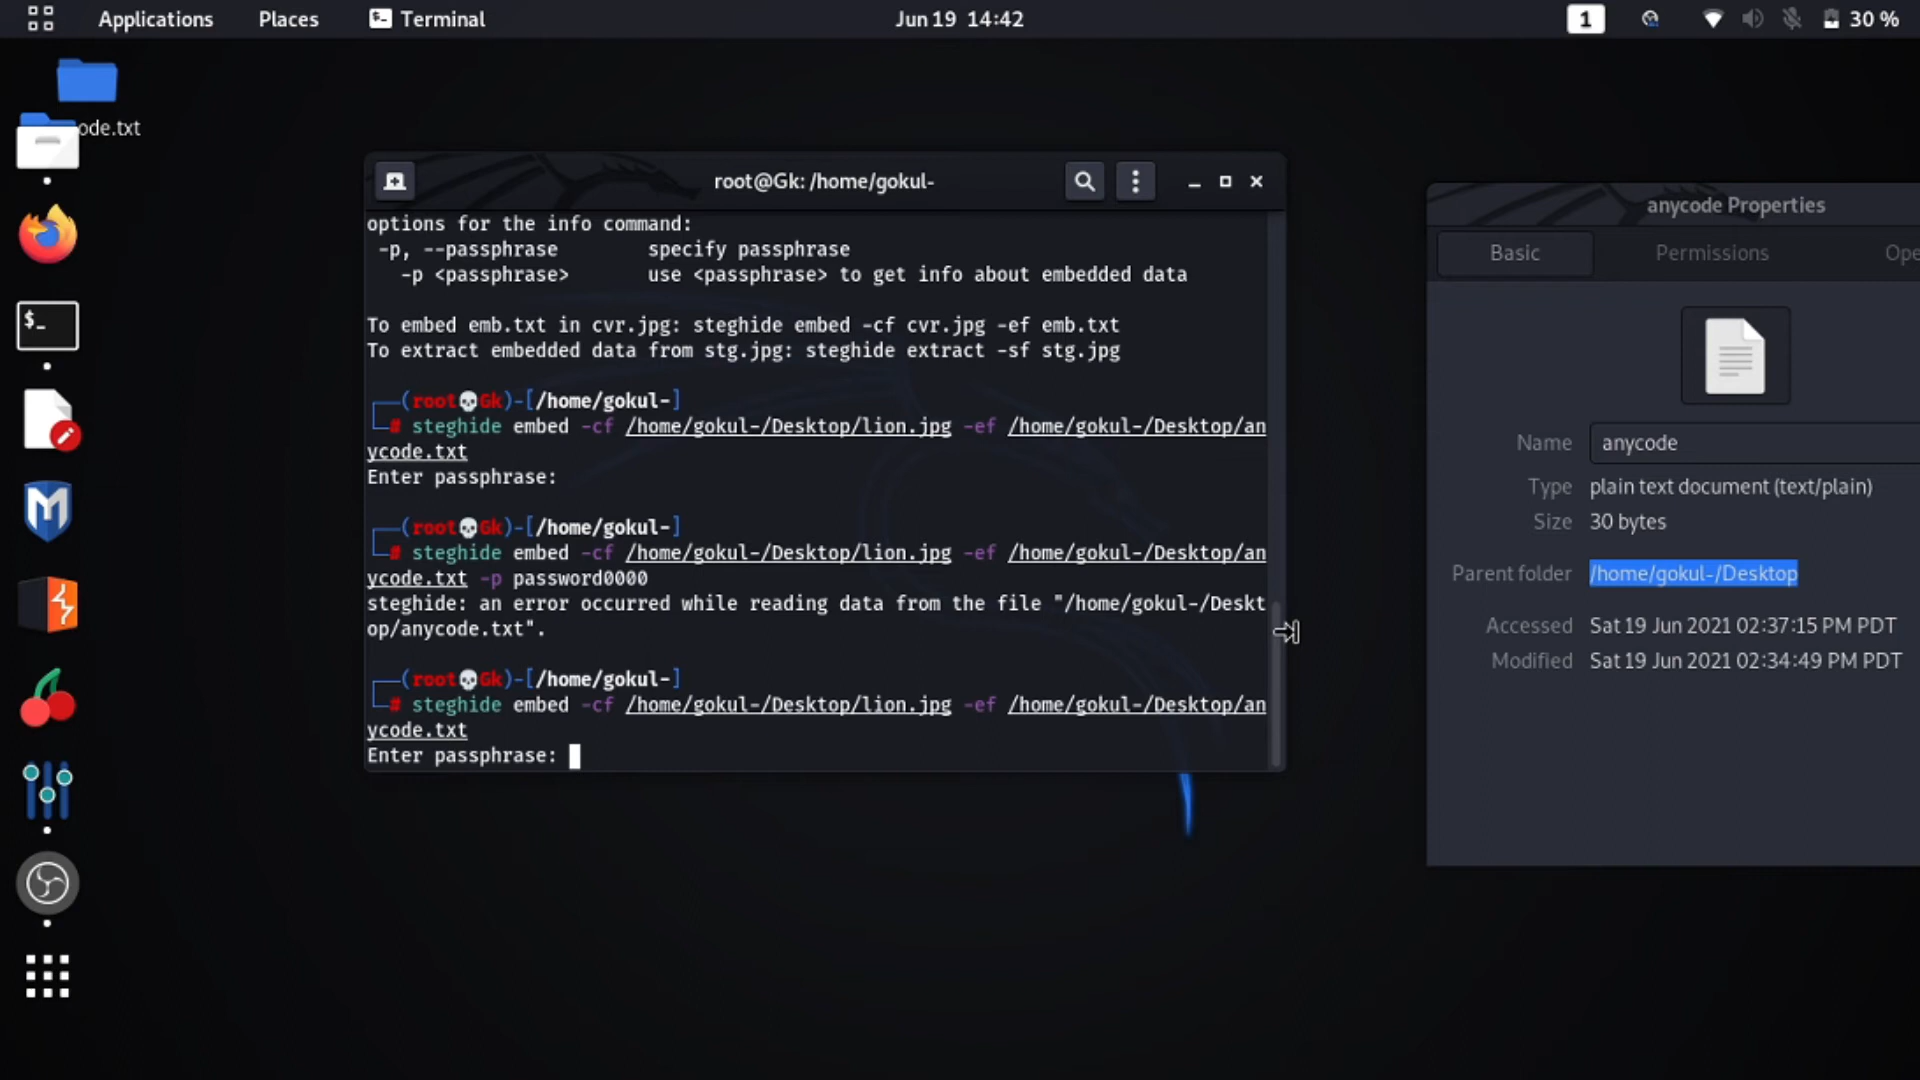 Applications Places Terminal Jun 19 14:42 1 30 %
ode.txt
root@Gk: /home/gokul-
options for the info command:
-p, --passphrase specify passphrase
-p <passphrase> use <passphrase> to get info about embedded data
To embed emb.txt in cvr.jpg: steghide embed -cf cvr.jpg -ef emb.txt
To extract embedded data from stg.jpg: steghide extract -sf stg.jpg
(root💀Gk)-[/home/gokul-]
# steghide embed -cf /home/gokul-/Desktop/lion.jpg -ef /home/gokul-/Desktop/an
ycode.txt
Enter passphrase:
(root💀Gk)-[/home/gokul-]
# steghide embed -cf /home/gokul-/Desktop/lion.jpg -ef /home/gokul-/Desktop/an
ycode.txt -p password0000
steghide: an error occurred while reading data from the file "/home/gokul-/Deskt
op/anycode.txt".
(root💀Gk)-[/home/gokul-]
# steghide embed -cf /home/gokul-/Desktop/lion.jpg -ef /home/gokul-/Desktop/an
ycode.txt
Enter passphrase:
anycode Properties
Basic Permissions Ope
Name anycode
Type plain text document (text/plain)
Size 30 bytes
Parent folder /home/gokul-/Desktop
Accessed Sat 19 Jun 2021 02:37:15 PM PDT
Modified Sat 19 Jun 2021 02:34:49 PM PDT
$_